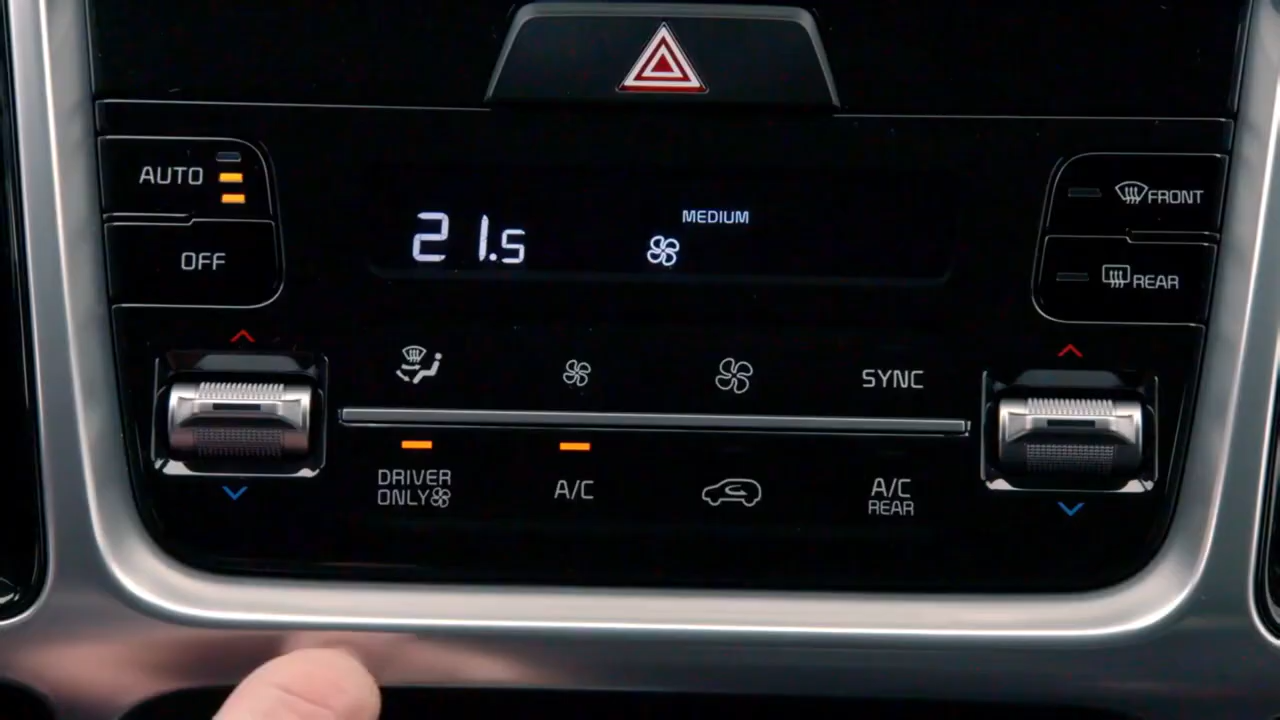 AUTO
OFF
21.5
MEDIUM
FRONT
REAR
SYNC
DRIVER
ONLY
A/C
A/C
REAR